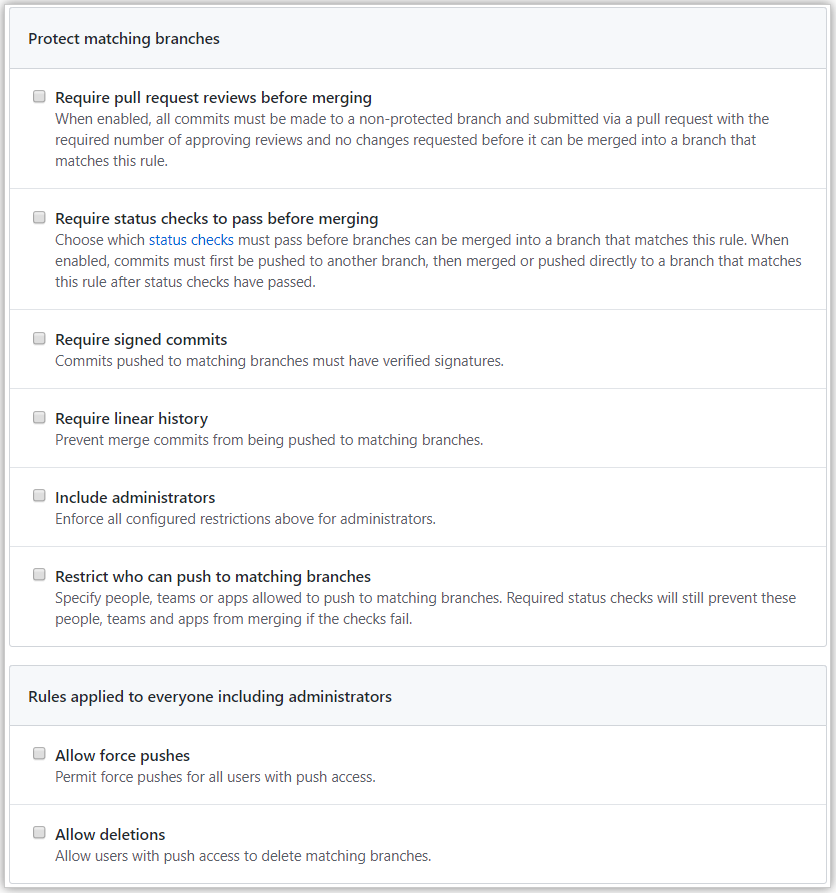 Protect matching branches
Require pull request reviews before merging
When enabled, all commits must be made to a non-protected branch and submitted via a pull request with the
required number of approving reviews and no changes requested before it can be merged into a branch that
matches this rule.
Require status checks to pass before merging
Choose which status checks must pass before branches can be merged into a branch that matches this rule. When
enabled, commits must first be pushed to another branch, then merged or pushed directly to a branch that matches
this rule after status checks have passed.
Require signed commits
Commits pushed to matching branches must have verified signatures.
Require linear history
Prevent merge commits from being pushed to matching branches.
Include administrators
Enforce all configured restrictions above for administrators.
Restrict who can push to matching branches
Specify people, teams or apps allowed to push to matching branches. Required status checks will still prevent these
people, teams and apps from merging if the checks fail.
Rules applied to everyone including administrators
Allow force pushes
Permit force pushes for all users with push access.
Allow deletions
Allow users with push access to delete matching branches.